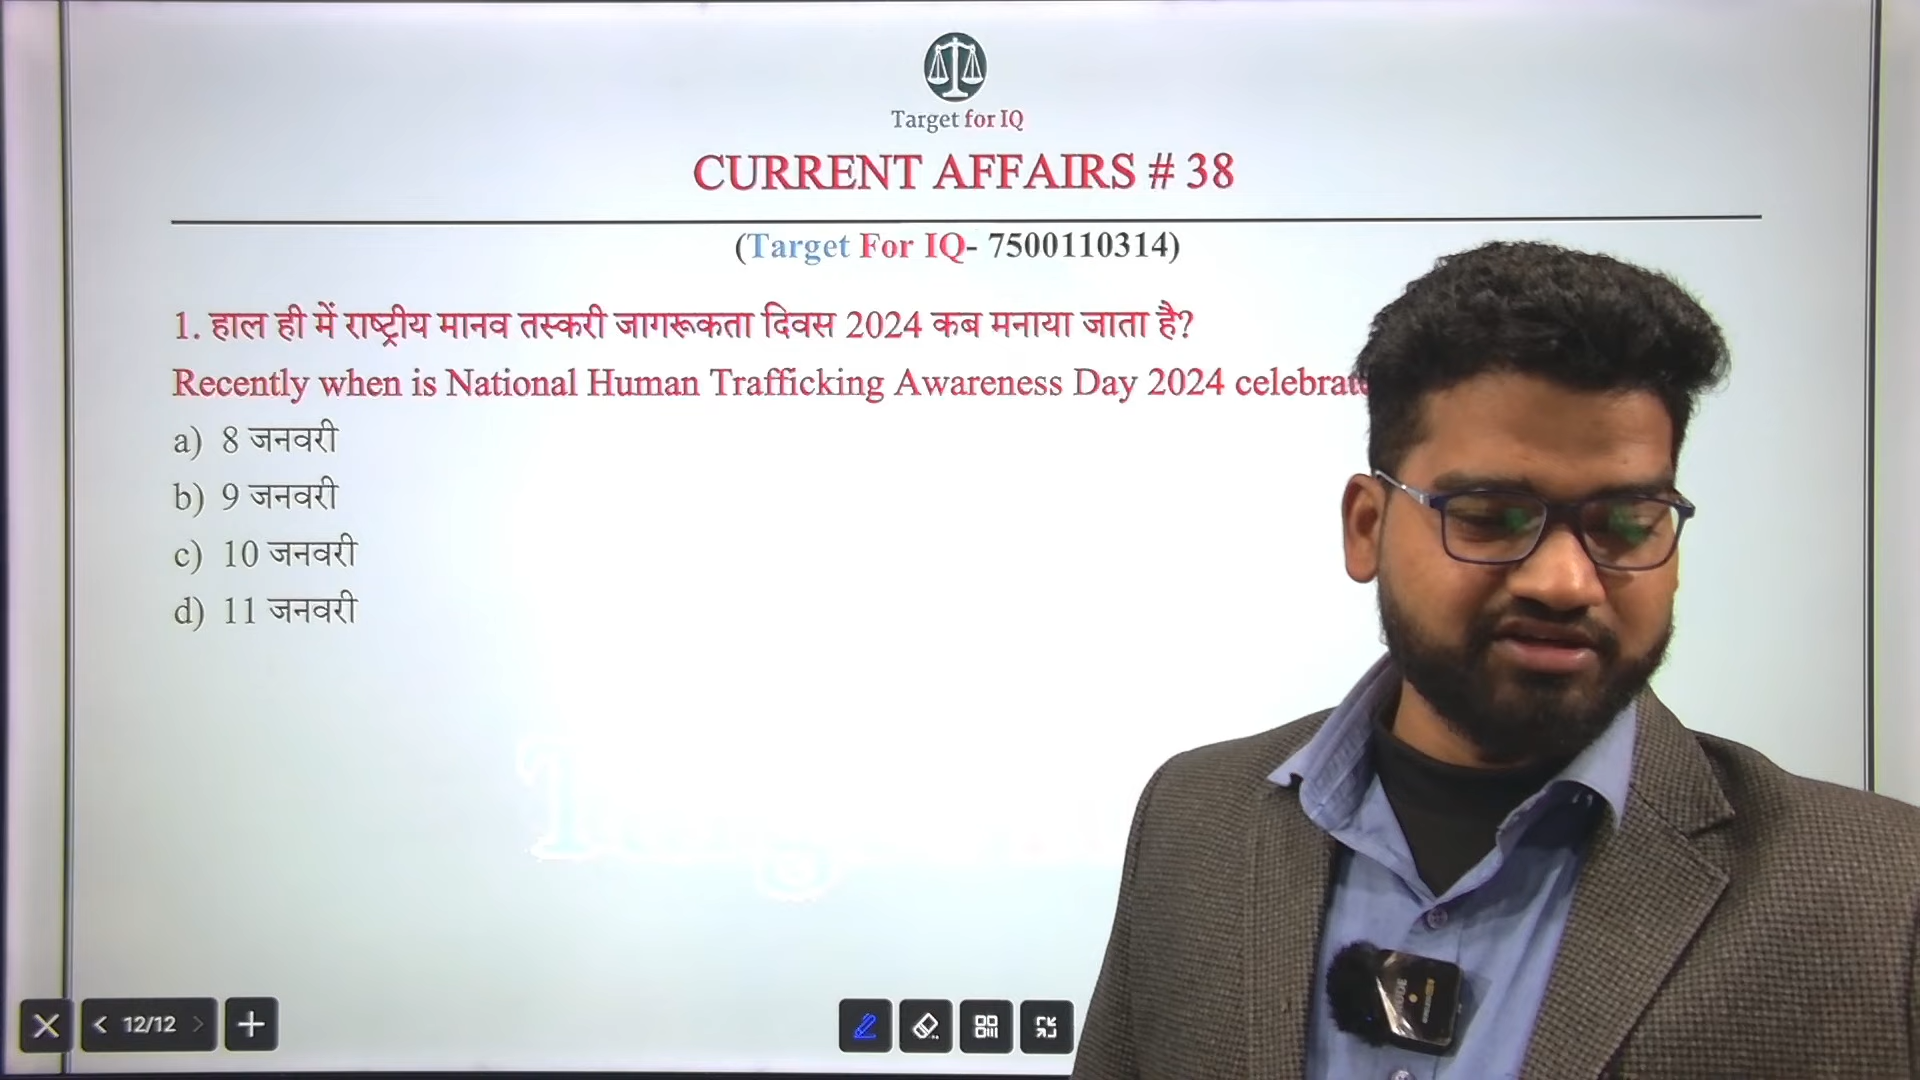 Target for IQ
CURRENT AFFAIRS # 38
(Target For IQ- 7500110314)
1. हाल ही में राष्ट्रीय मानव तस्करी जागरूकता दिवस 2024 कब मनाया जाता है?
Recently when is National Human Trafficking Awareness Day 2024
a) 8 जनवरी
b) 9 जनवरी
c) 10 जनवरी
d) 11 जनवरी
12/12